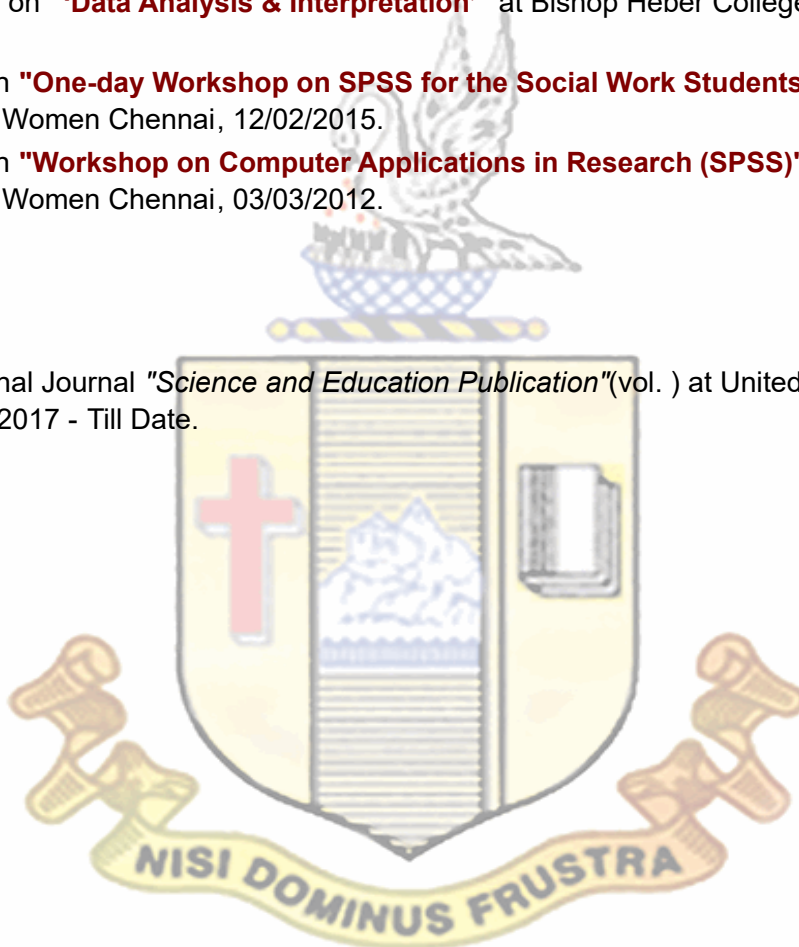 on "Data Analysis & Interpretation" at Bishop Heber College
"One-day Workshop on SPSS for the Social Work Students
Women Chennai, 12/02/2015.
"Workshop on Computer Applications in Research (SPSS)"
Women Chennai, 03/03/2012.
nal Journal "Science and Education Publication"(vol. ) at United
2017 - Till Date.
NISI DOMINUS FRUSTRA